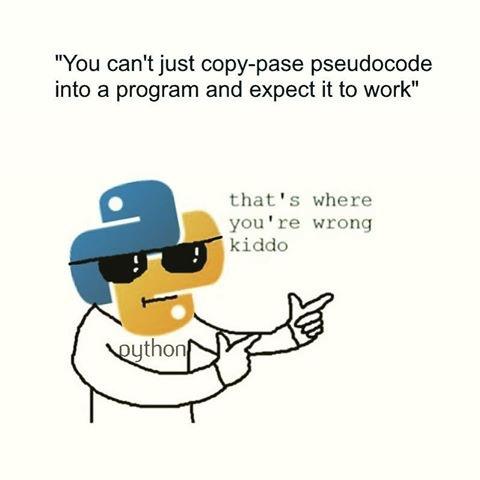 "You can't just copy-pase pseudocode
into a program and expect it to work"
that's where
you're wrong
kiddo
python